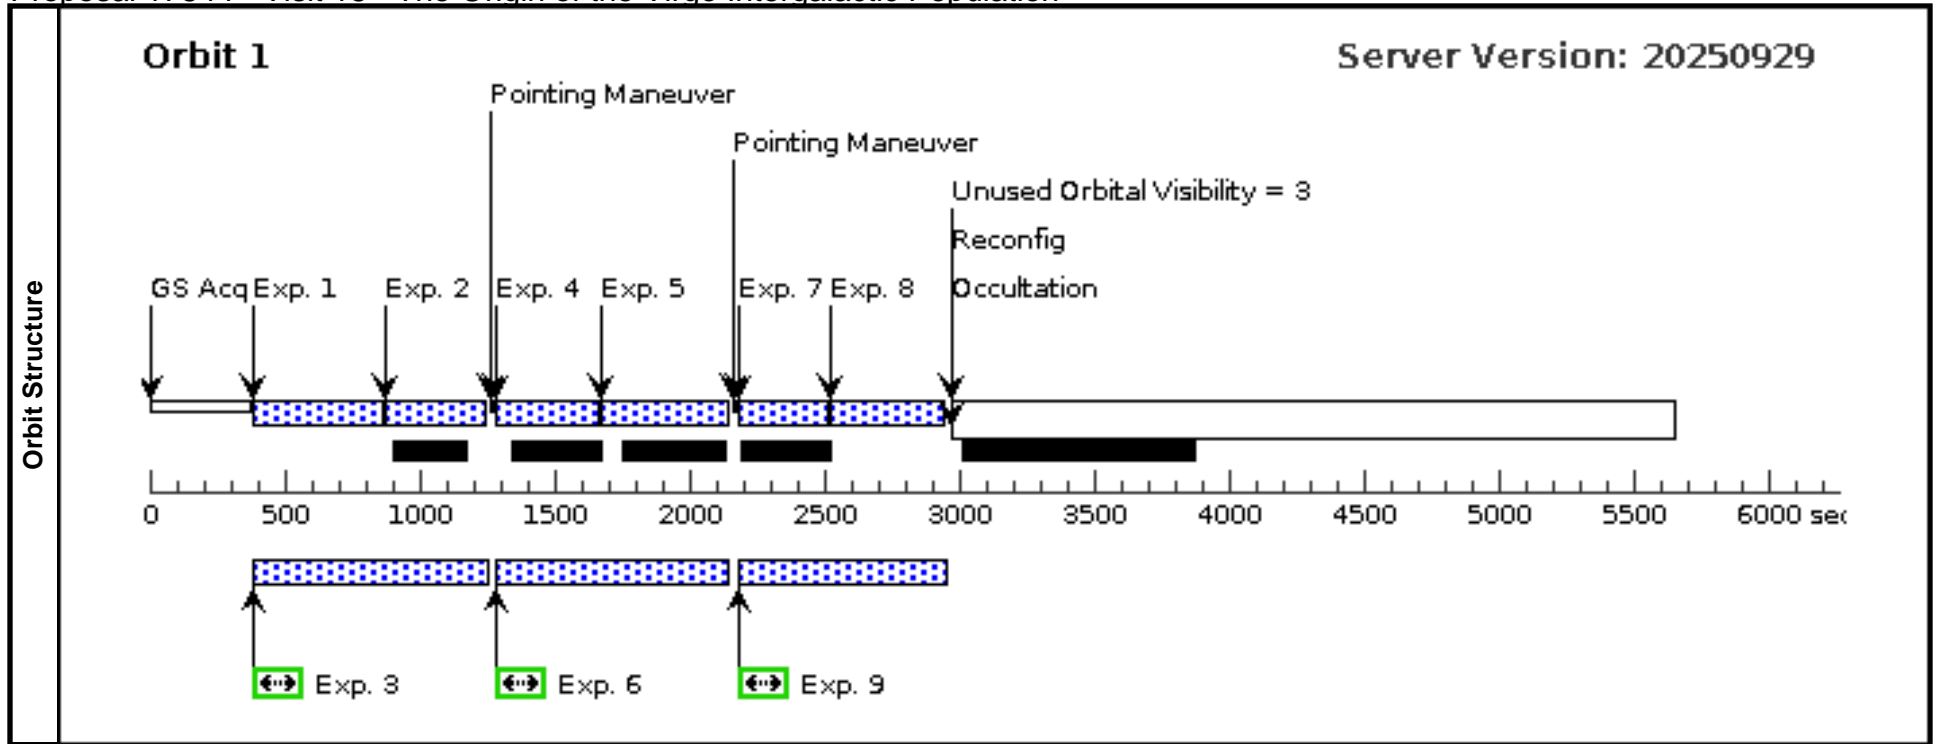 Orbit 1
Server Version: 20250929
Pointing Maneuver
Pointing Maneuver
Unused Orbital Visibility = 3
Reconfig
GS Acq Exp. 1 Exp. 2 Exp. 4 Exp. 5 Exp. 7 Exp. 8 Occultation
Orbit Structure
0 500 1000 1500 2000 2500 3000 3500 4000 4500 5000 5500 6000 sec
Exp. 3 Exp. 6 Exp. 9